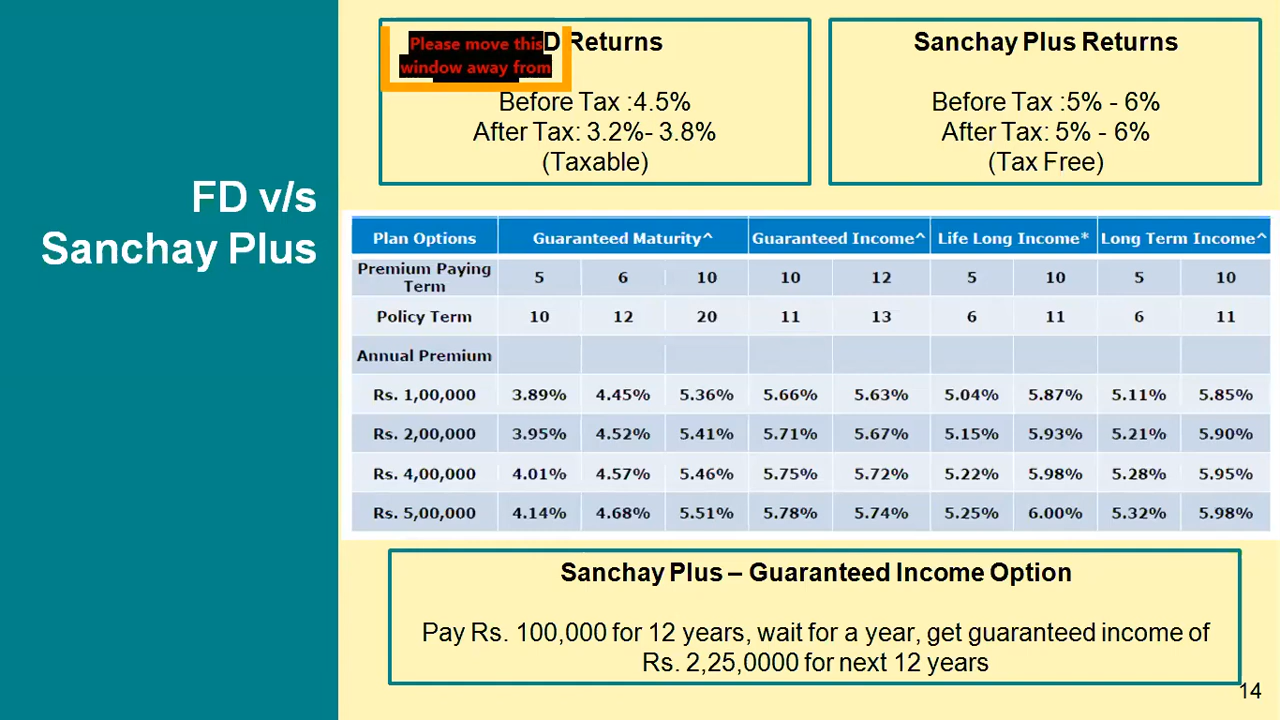 FD v/s
Sanchay Plus
Please move this
window away from
D Returns
Before Tax :4.5%
After Tax: 3.2%- 3.8%
(Taxable)
Sanchay Plus Returns
Before Tax :5% - 6%
After Tax: 5% - 6%
(Tax Free)
Plan Options Guaranteed Maturity^ Guaranteed Income^ Life Long Income* Long Term Income^
Premium Paying Term 5 6 10 10 12 5 10 5 10
Policy Term 10 12 20 11 13 6 11 6 11
Annual Premium
Rs. 1,00,000 3.89% 4.45% 5.36% 5.66% 5.63% 5.04% 5.87% 5.11% 5.85%
Rs. 2,00,000 3.95% 4.52% 5.41% 5.71% 5.67% 5.15% 5.93% 5.21% 5.90%
Rs. 4,00,000 4.01% 4.57% 5.46% 5.75% 5.72% 5.22% 5.98% 5.28% 5.95%
Rs. 5,00,000 4.14% 4.68% 5.51% 5.78% 5.74% 5.25% 6.00% 5.32% 5.98%
Sanchay Plus – Guaranteed Income Option
Pay Rs. 100,000 for 12 years, wait for a year, get guaranteed income of
Rs. 2,25,0000 for next 12 years
14